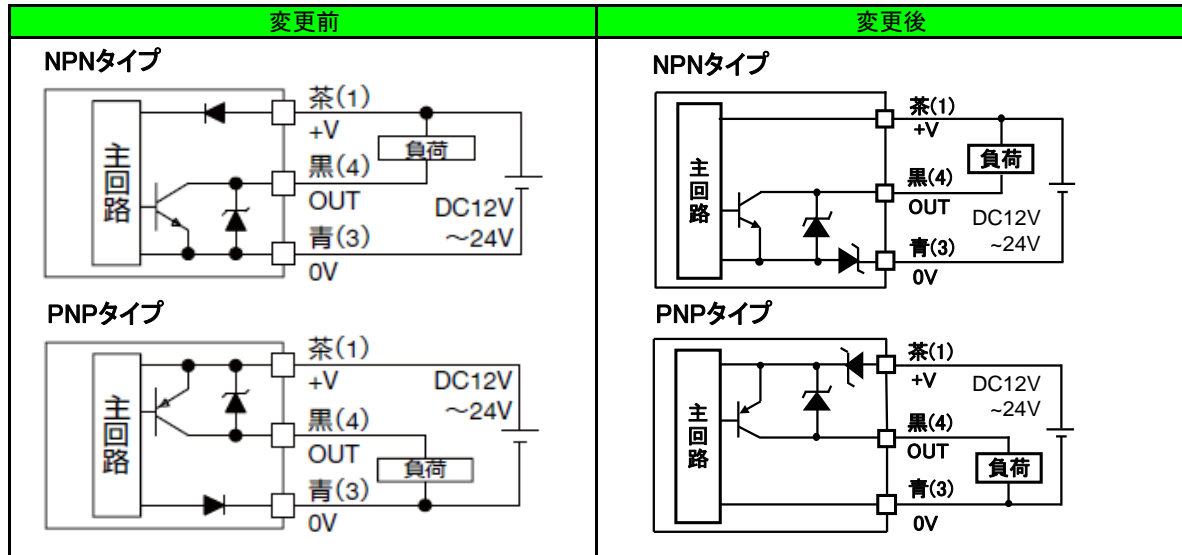 変更前
変更後
NPNタイプ
主回路
茶(1)
+V
負荷
黒(4)
OUT
DC12V
～24V
青(3)
0V
NPNタイプ
主回路
茶(1)
+V
負荷
黒(4)
OUT
DC12V
~24V
青(3)
0V
PNPタイプ
主回路
茶(1)
+V
DC12V
～24V
黒(4)
OUT
負荷
青(3)
0V
PNPタイプ
主回路
茶(1)
+V
DC12V
~24V
黒(4)
OUT
負荷
青(3)
0V